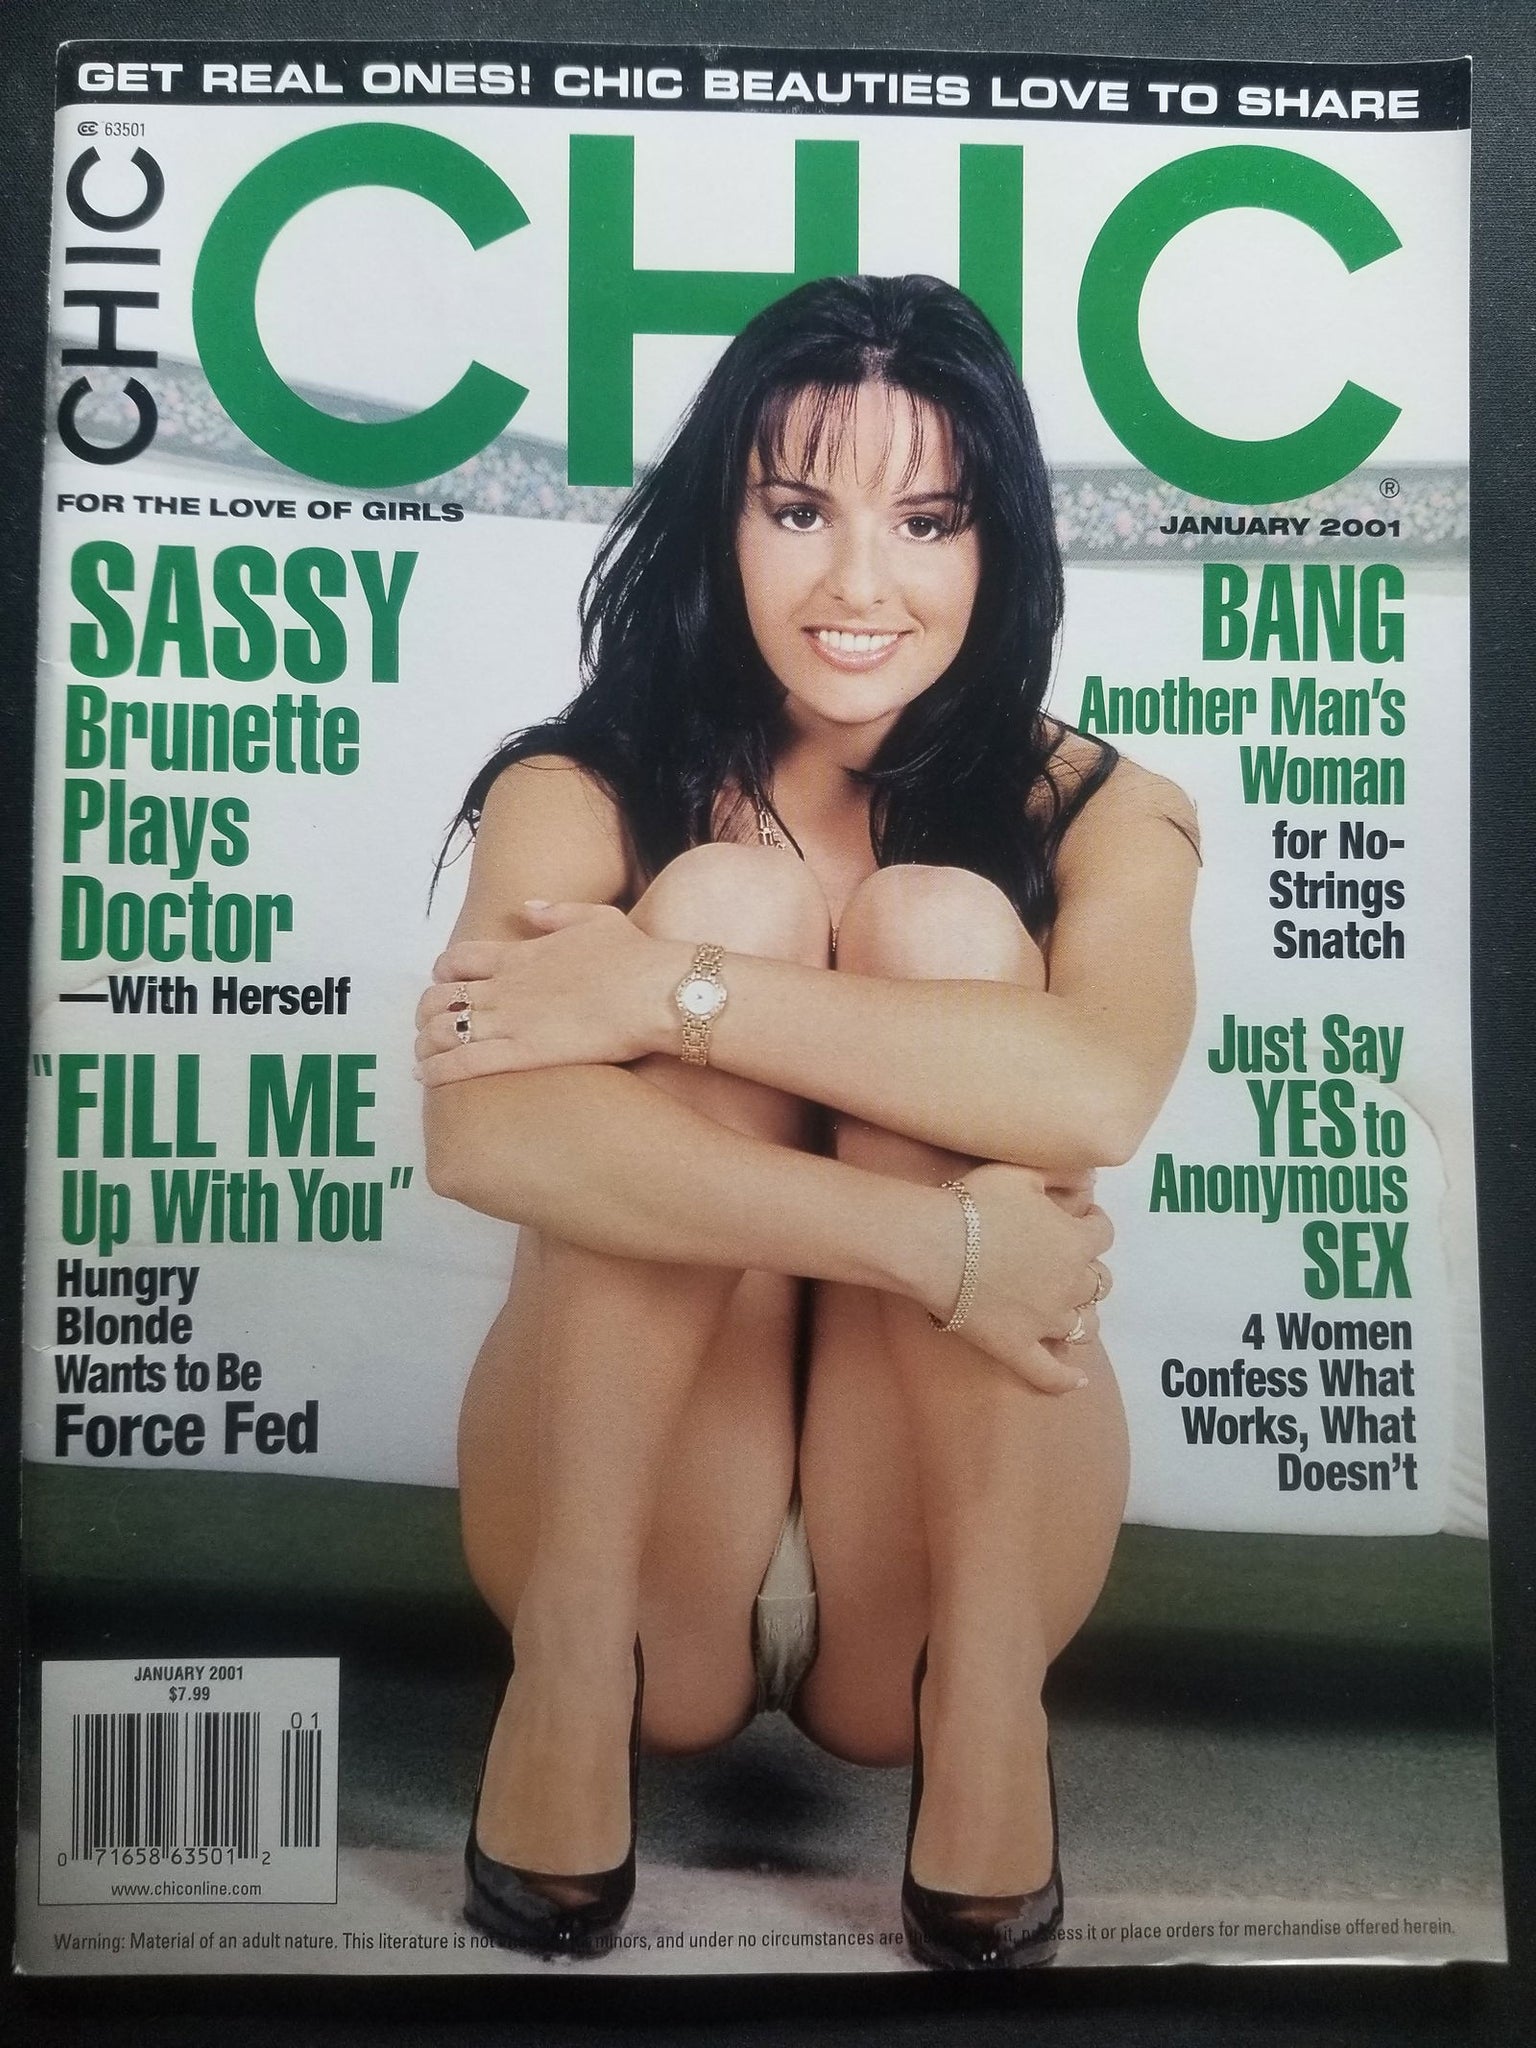 GET REAL ONES! CHIC BEAUTIES LOVE TO SHARE
CC 63501
CHIC
CHIC
®
FOR THE LOVE OF GIRLS
JANUARY 2001
SASSY
Brunette
Plays
Doctor
—With Herself
"FILL ME
Up With You"
Hungry
Blonde
Wants to Be
Force Fed
BANG
Another Man's
Woman
for No-
Strings
Snatch
Just Say
YES to
Anonymous
SEX
4 Women
Confess What
Works, What
Doesn't
JANUARY 2001
$7.99
01
0 71658 63501 2
www.chiconline.com
Warning: Material of an adult nature. This literature is not minors, and under no circumstances are it, possess it or place orders for merchandise offered herein.